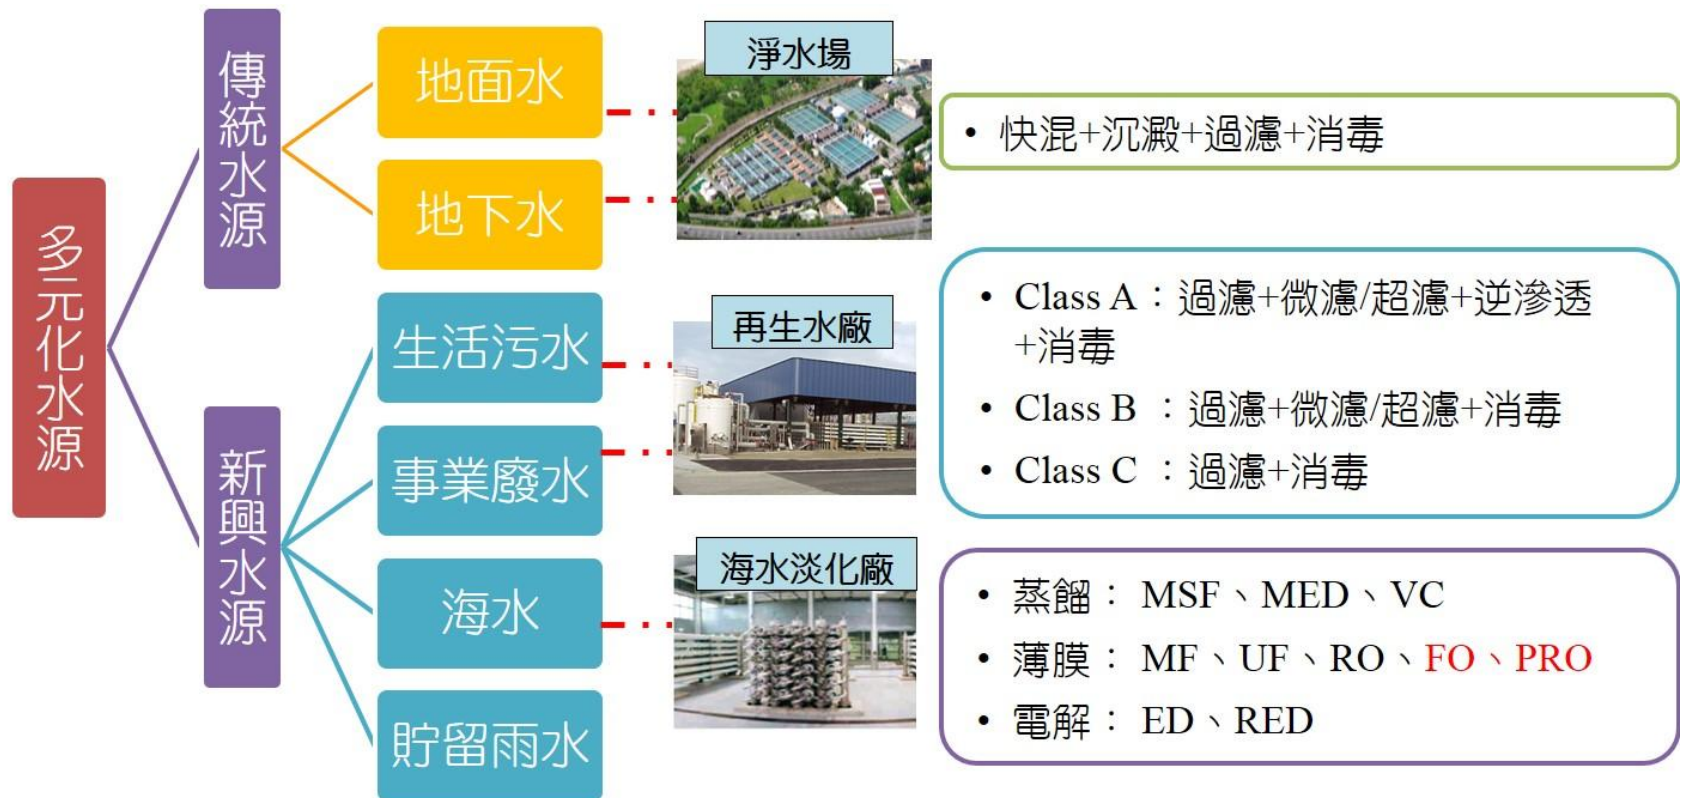 多元化水源
傳統水源
地面水
地下水
淨水場
• 快混+沉澱+過濾+消毒
新興水源
生活污水
事業廢水
海水
貯留雨水
再生水廠
• Class A：過濾+微濾/超濾+逆滲透
+消毒
• Class B ：過濾+微濾/超濾+消毒
• Class C ：過濾+消毒
海水淡化廠
• 蒸餾： MSF、MED、VC
• 薄膜： MF、UF、RO、FO、PRO
• 電解：ED、RED